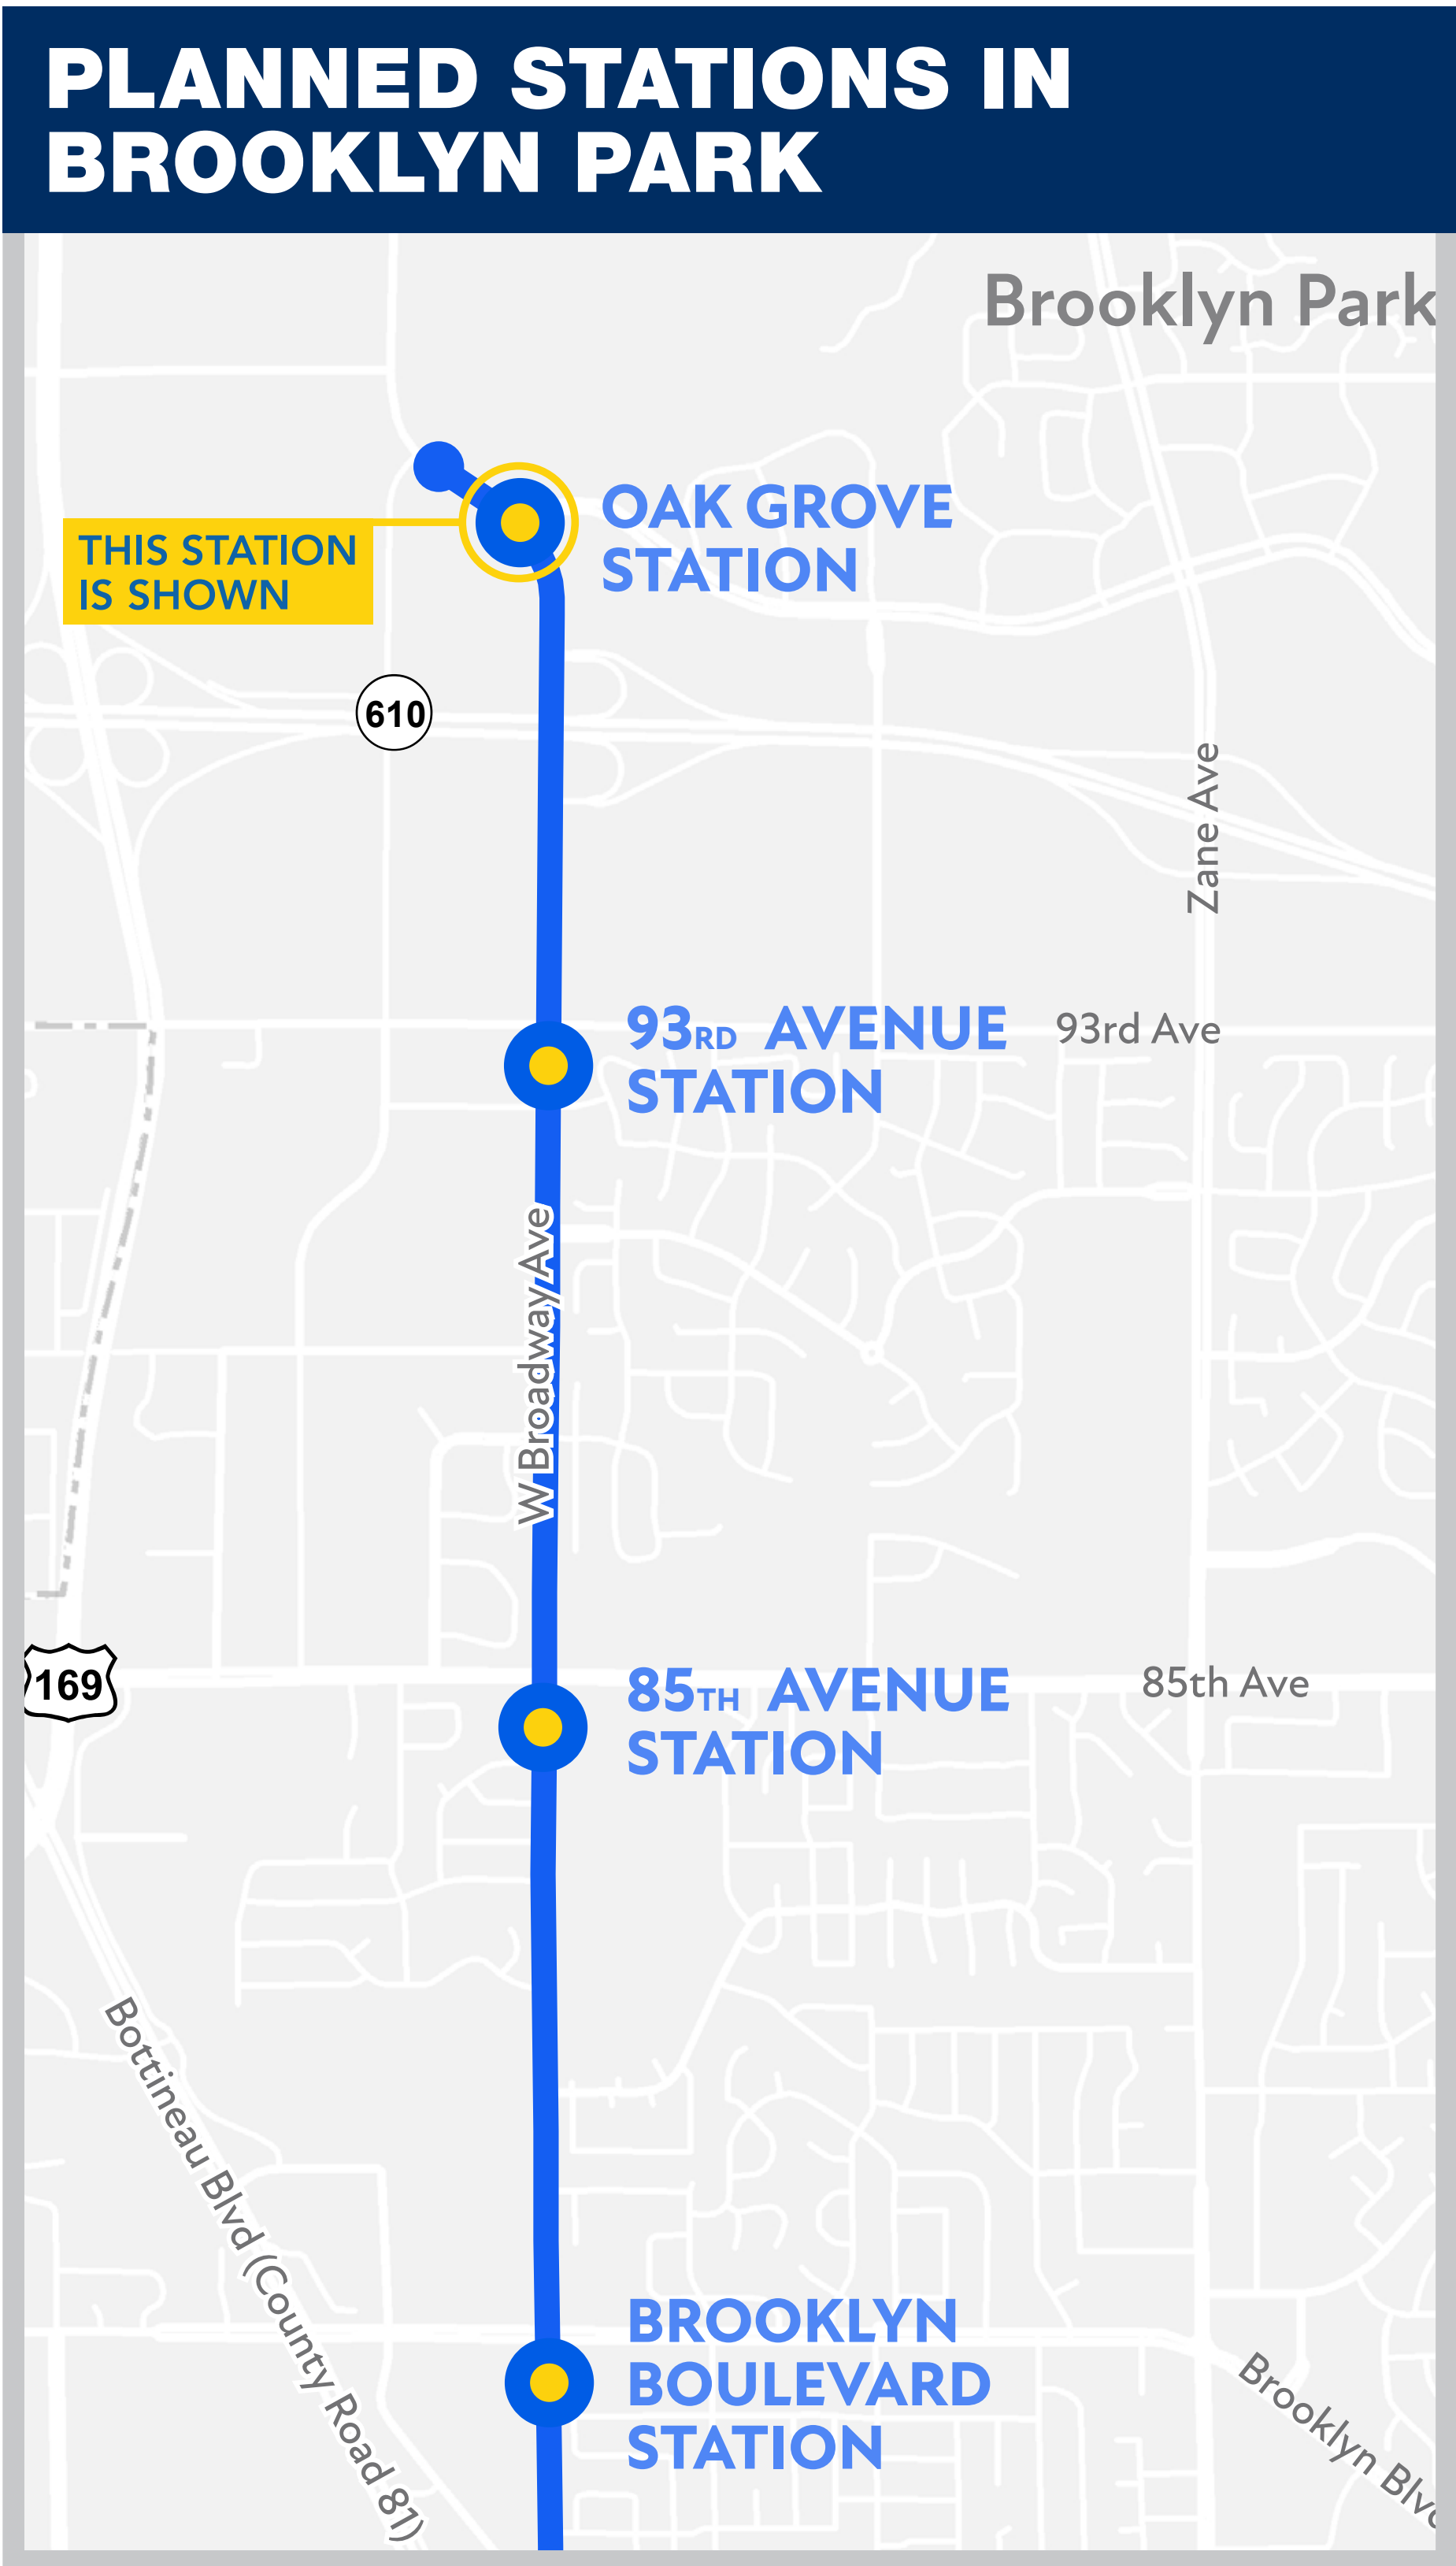 PLANNED STATIONS IN
BROOKLYN PARK
Brooklyn Park
OAK GROVE
STATION
THIS STATION
IS SHOWN
610
Zane Ave
93RD AVENUE
STATION
93rd Ave
W Broadway Ave
169
85TH AVENUE
STATION
85th Ave
Bottineau Blvd (County Road 81)
BROOKLYN
BOULEVARD
STATION
Brooklyn Blvd